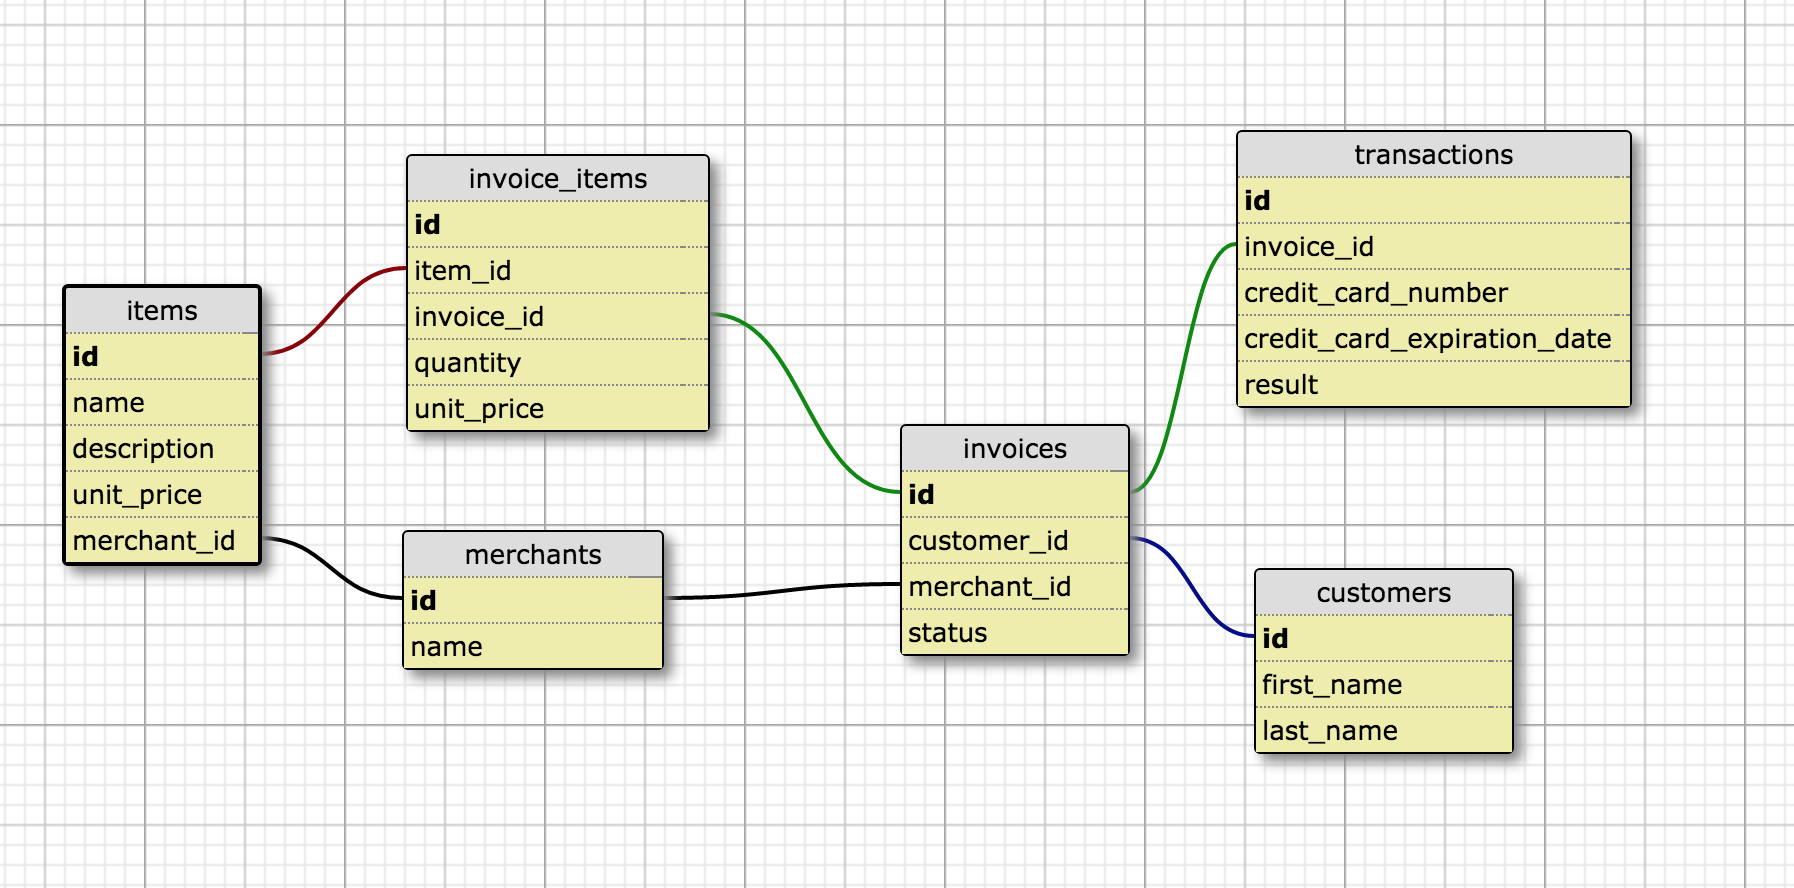 items
id
name
description
unit_price
merchant_id
invoice_items
id
item_id
invoice_id
quantity
unit_price
merchants
id
name
invoices
id
customer_id
merchant_id
status
transactions
id
invoice_id
credit_card_number
credit_card_expiration_date
result
customers
id
first_name
last_name